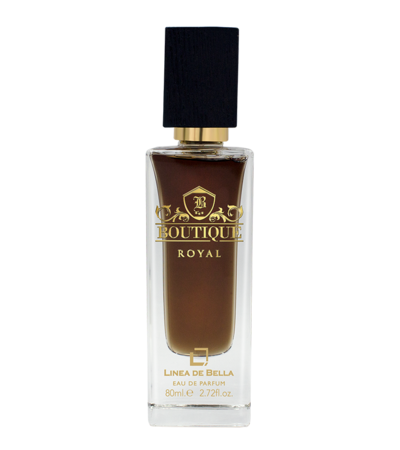 B
BOUTIQUE
ROYAL
LINEA DE BELLA
EAU DE PARFUM
80ml.℮ 2.72fl.oz.